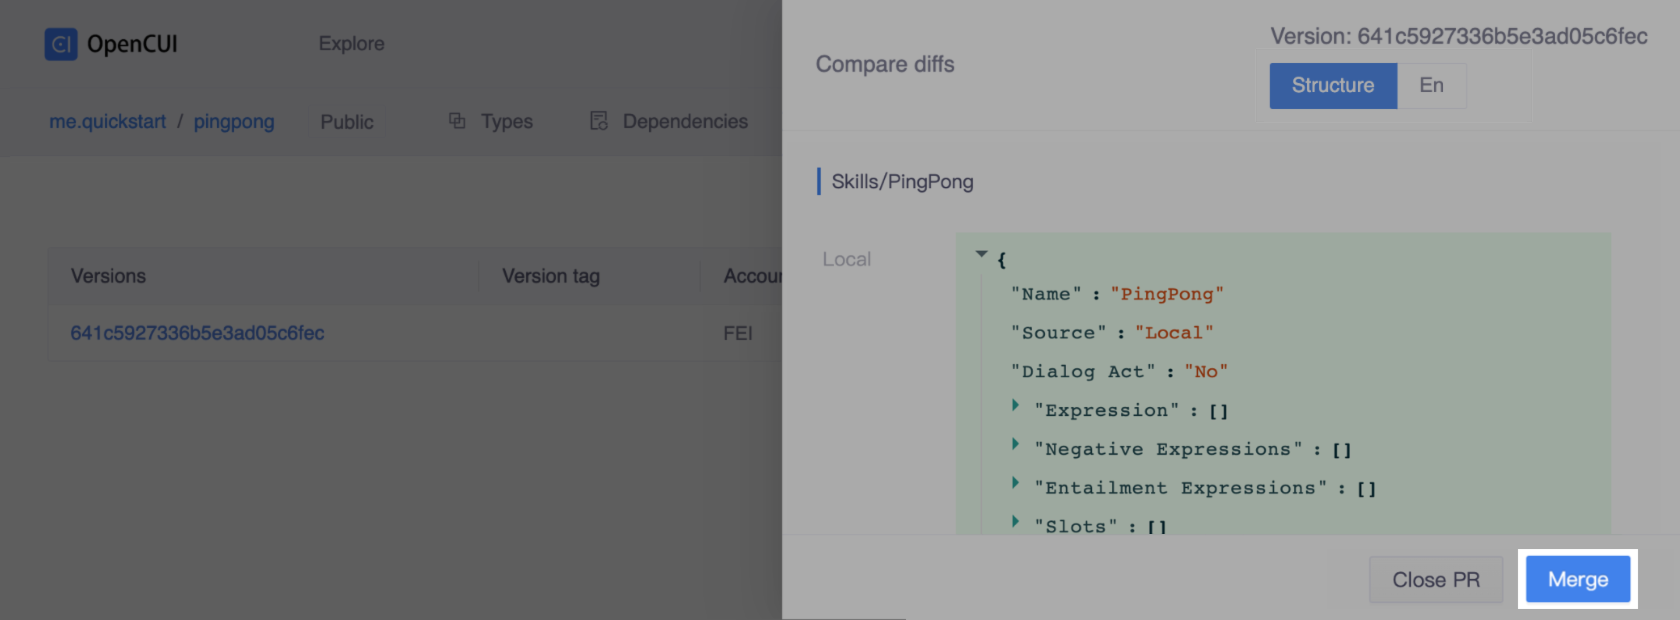 OpenCUI
Explore
me.quickstart / pingpong
Public
Types
Dependencies
Versions
Version tag
Accoun
641c5927336b5e3ad05c6fec
FEI
Compare diffs
Version: 641c5927336b5e3ad05c6fec
Structure
En
Skills/PingPong
Local
{
"Name" : "PingPong"
"Source" : "Local"
"Dialog Act" : "No"
"Expression" : []
"Negative Expressions" : []
"Entailment Expressions" : []
"Slots" : []
Close PR
Merge